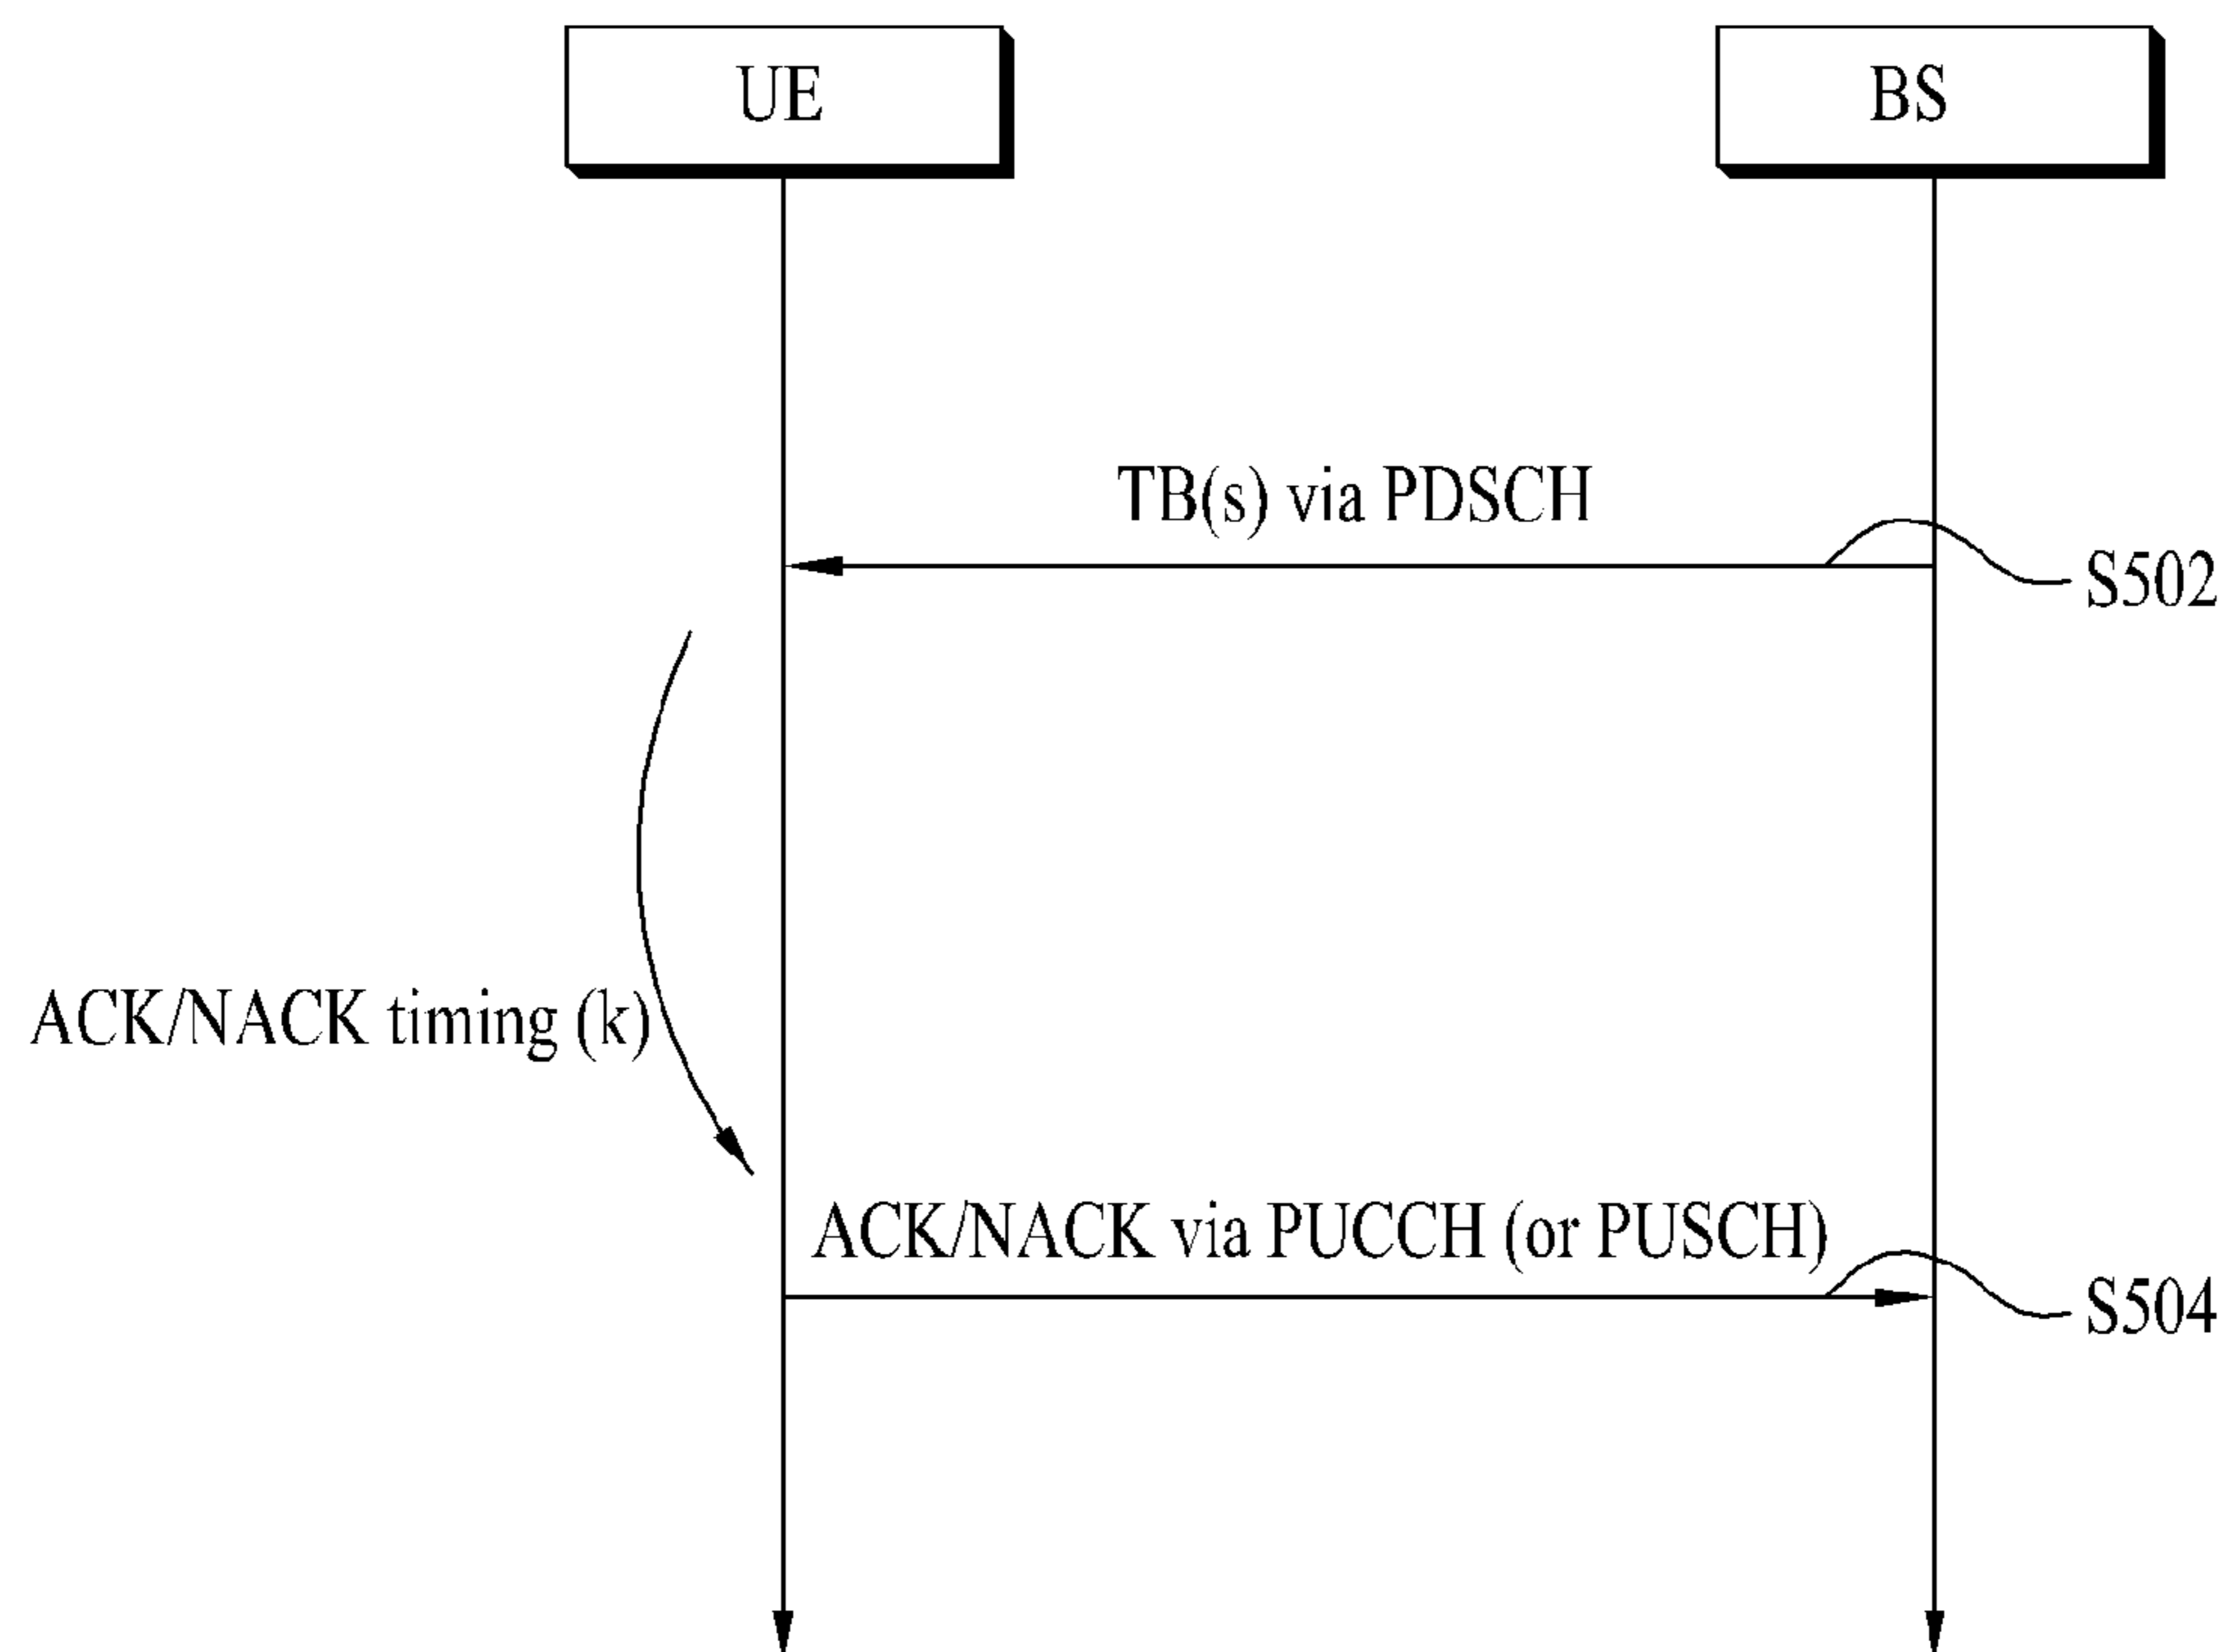 UE
BS
TB(s) via PDSCH
S502
ACK/NACK timing (k)
ACK/NACK via PUCCH (or PUSCH)
S504